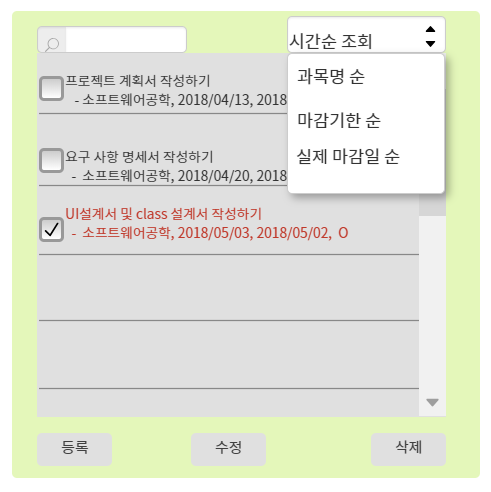 시간순 조회
과목명 순
마감기한 순
실제 마감일 순
프로젝트 계획서 작성하기
- 소프트웨어공학, 2018/04/13, 2018
요구 사항 명세서 작성하기
- 소프트웨어공학, 2018/04/20, 2018
UI설계서 및 class 설계서 작성하기
- 소프트웨어공학, 2018/05/03, 2018/05/02, O
등록
수정
삭제